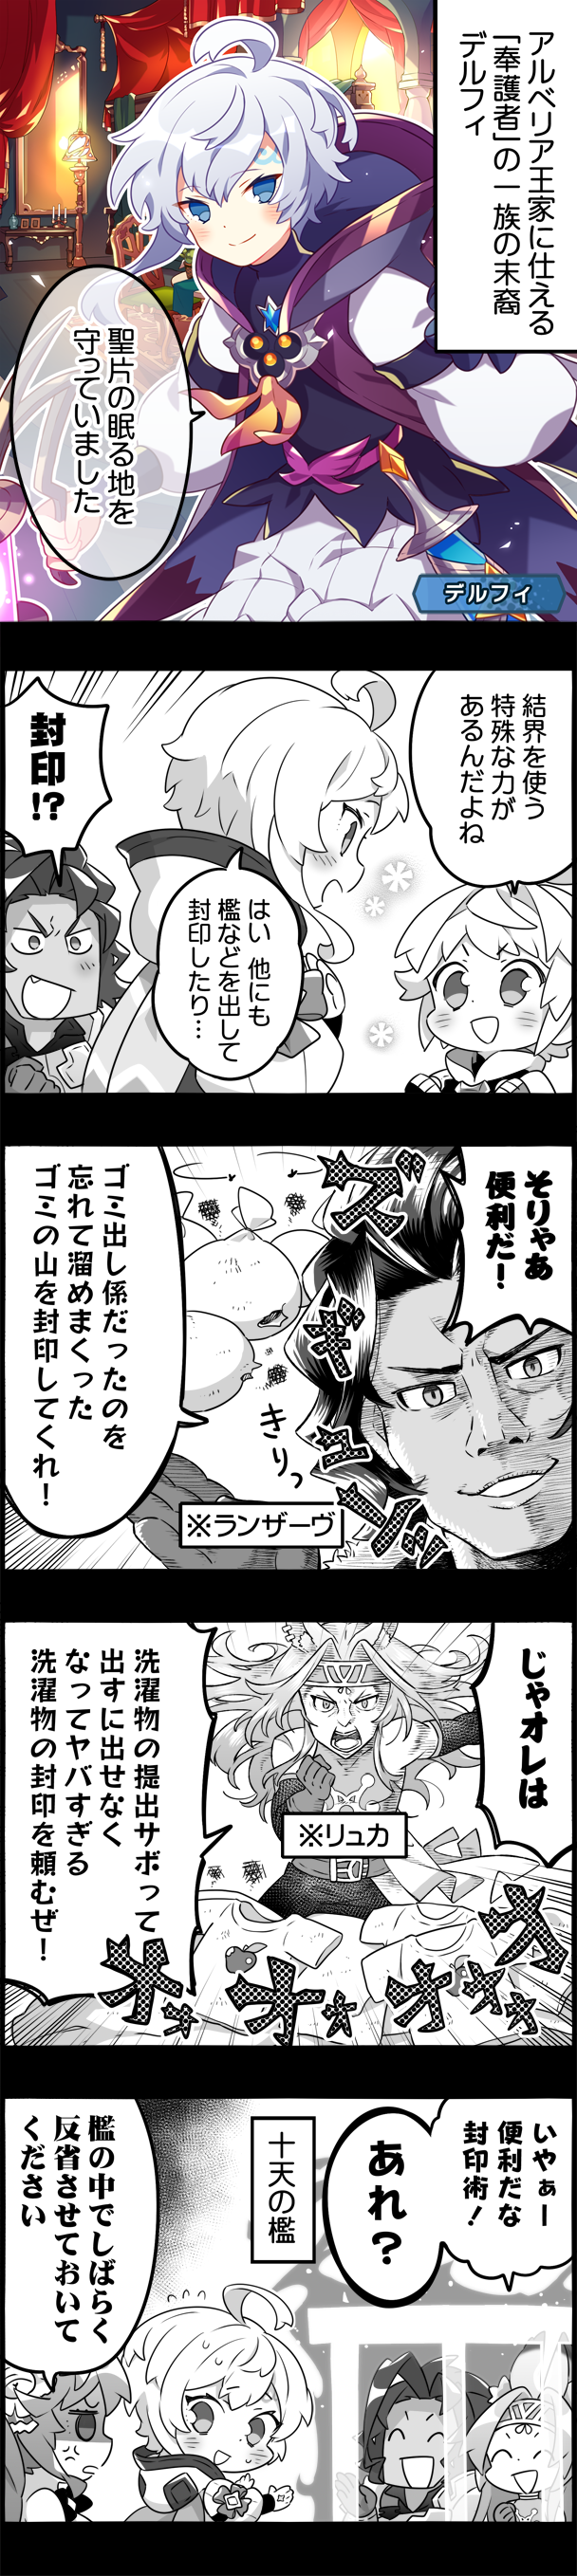 アルベリア王家に仕える
「奉護者」の一族の末裔
デルフィ
聖片の眠る地を
守っていました
デルフィ
結界を使う
特殊な力が
あるんだよね
はい 他にも
檻などを出して
封印したり…
封印!?
そりゃあ
便利だ！
ズギュゥッ
きりっ
※ランザーヴ
ゴミ出し係だったのを
忘れて溜めまくった
ゴミの山を封印してくれ！
じゃオレは
※リュカ
洗濯物の提出サボって
出すに出せなく
なってヤバすぎる
洗濯物の封印を頼むぜ！
いやぁー
便利だな
封印術！
あれ？
十天の檻
檻の中でしばらく
反省させておいて
ください